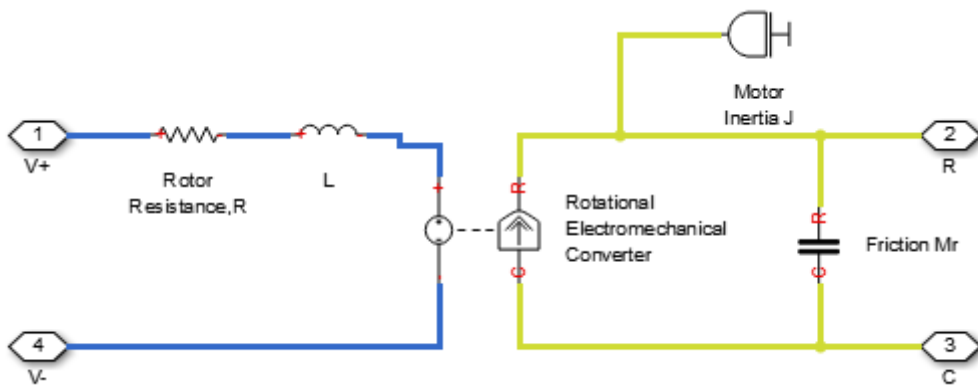 Motor
Inertia J
1
V+
+
+
Rotor
Resistance,R
L
2
R
+
R
Rotational
Electromechanical
Converter
C
R
C
Friction Mr
4
V-
3
C